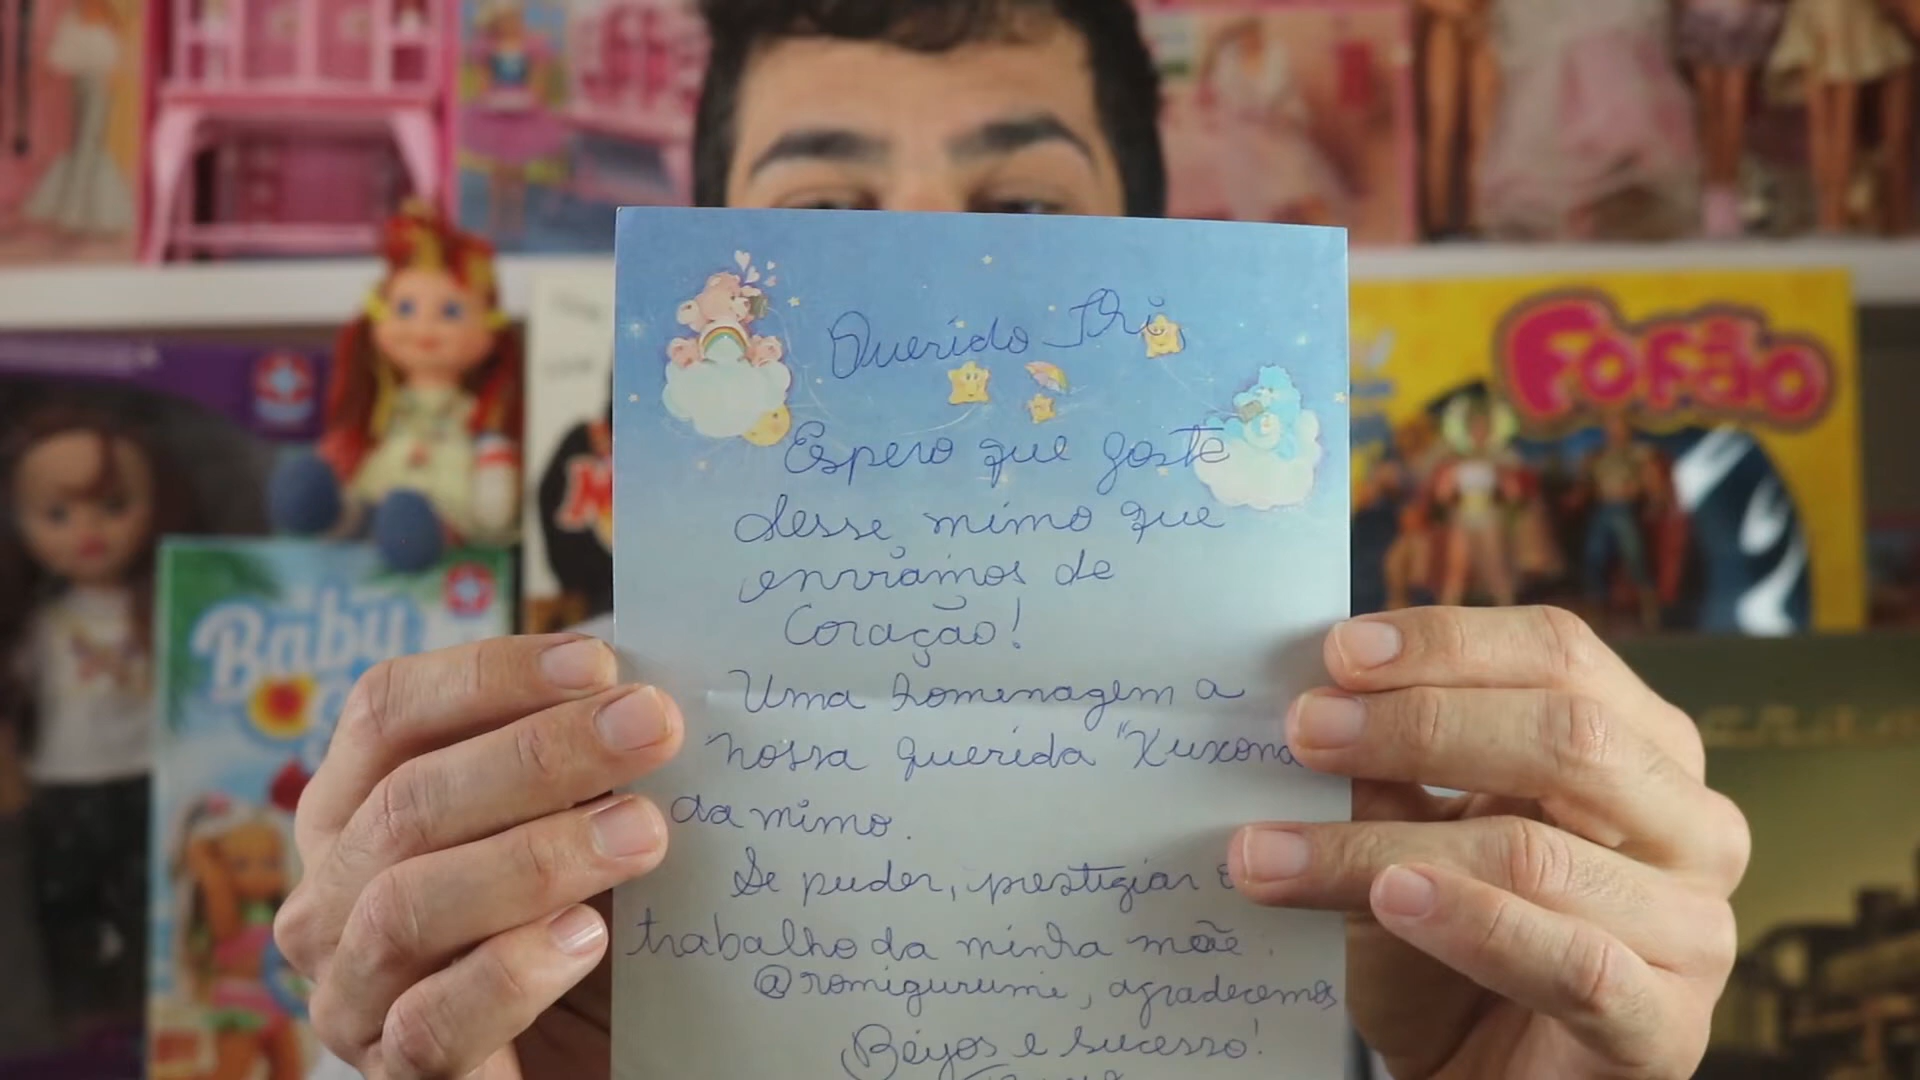 Querido Thi,
Espero que goste
desse mimo que
enviamos de
Coração!
Uma homenagem a
nossa querida "Xuxona
da mimo.
Se puder, prestigiar o
trabalho da minha mãe.
@romigurumi, agradecemos
Beijos e sucesso!
Fofão
Baby